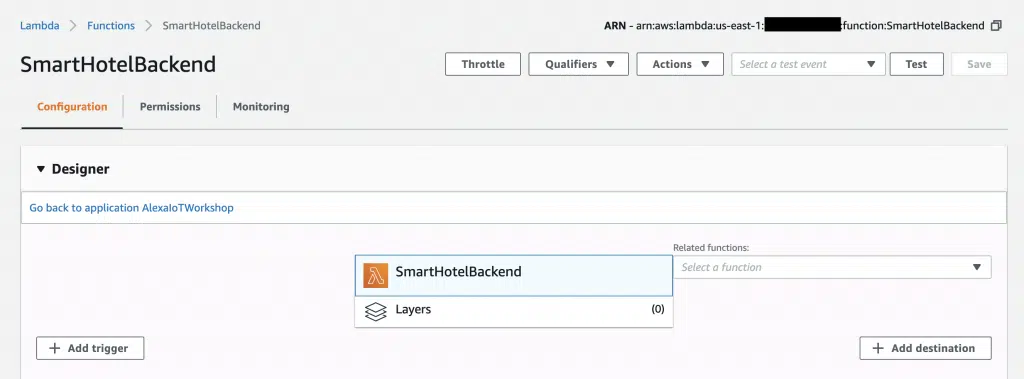 Lambda Functions SmartHotelBackend ARN - arn:aws:lambda:us-east-1: :function:SmartHotelBackend
SmartHotelBackend Throttle Qualifiers Actions Select a test event Test Save
Configuration Permissions Monitoring
Designer
Go back to application AlexaIoTWorkshop
Related functions:
SmartHotelBackend Select a function
Layers (0)
Add trigger Add destination